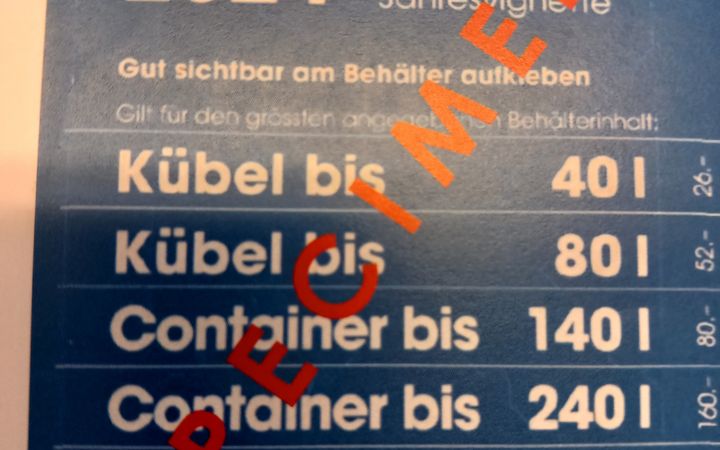 Jahresvignette
Gut sichtbar am Behälter aufkleben
Gilt für den grössten angegebenen Behälterinhalt:
Kübel bis 40 l 26.-
Kübel bis 80 l 52.-
Container bis 140 l 80.-
Container bis 240 l 160.-
PECIME